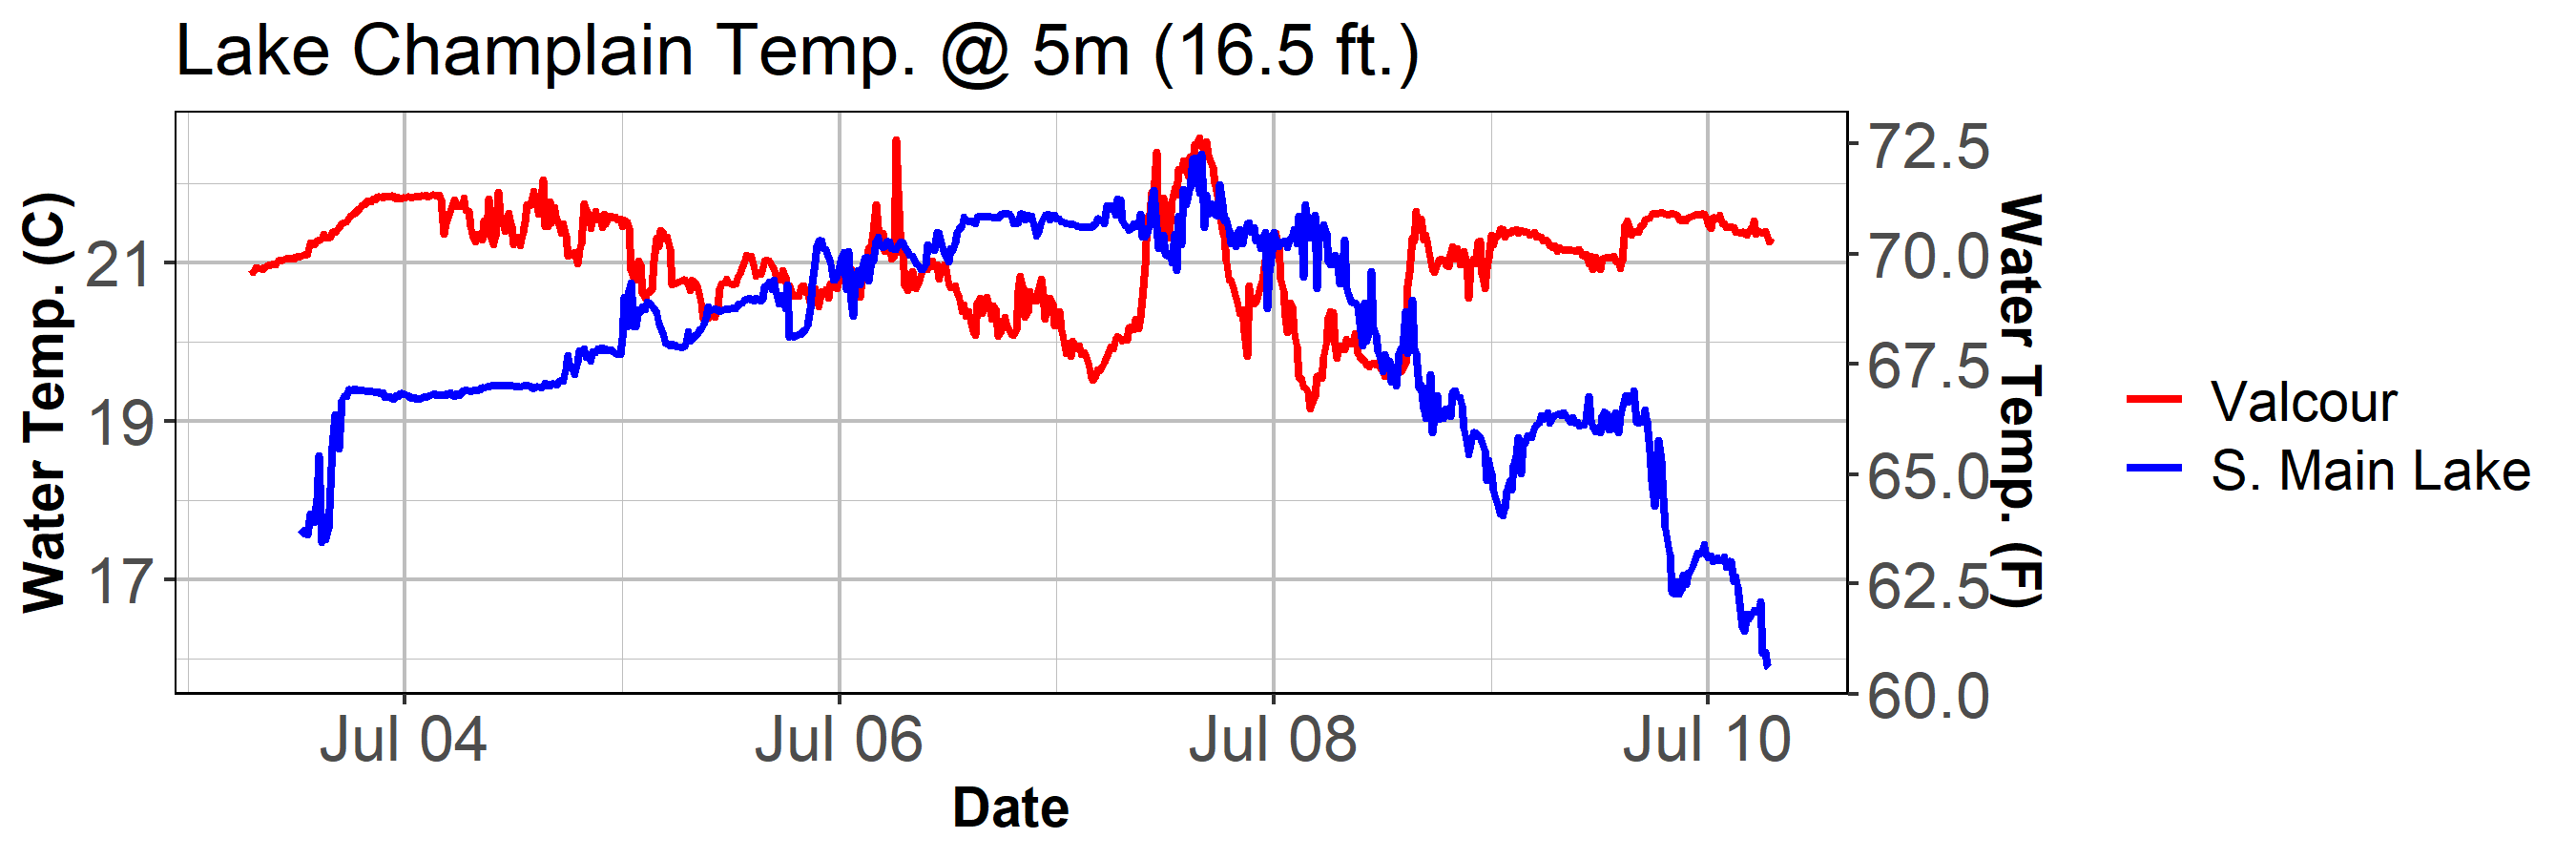 Lake Champlain Temp. @ 5m (16.5 ft.)
Water Temp. (C)
21
19
17
72.5
70.0
67.5
65.0
62.5
60.0
Water Temp. (F)
Jul 04
Jul 06
Jul 08
Jul 10
Date
Valcour
S. Main Lake